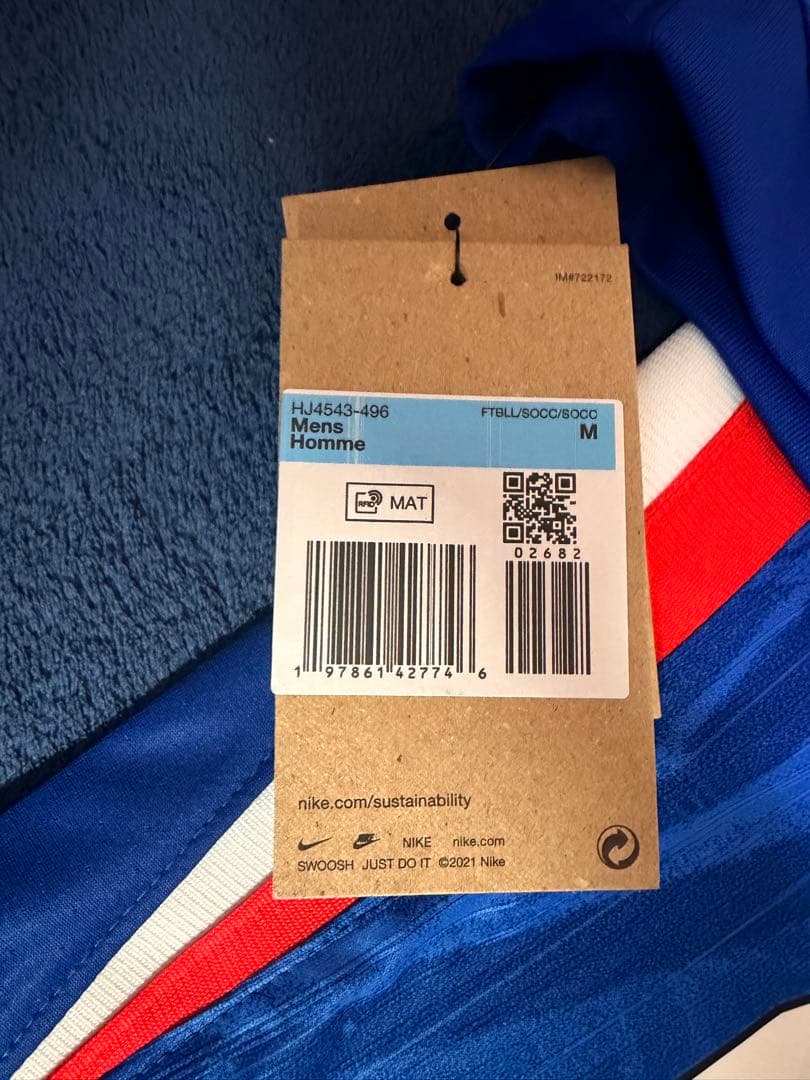 IM#722172
HJ4543-496 FTBLL/SOCC/SOCC
Mens M
Homme
RFID MAT
02682
1 97861 42774 6
nike.com/sustainability
NIKE nike.com
SWOOSH JUST DO IT ©2021 Nike